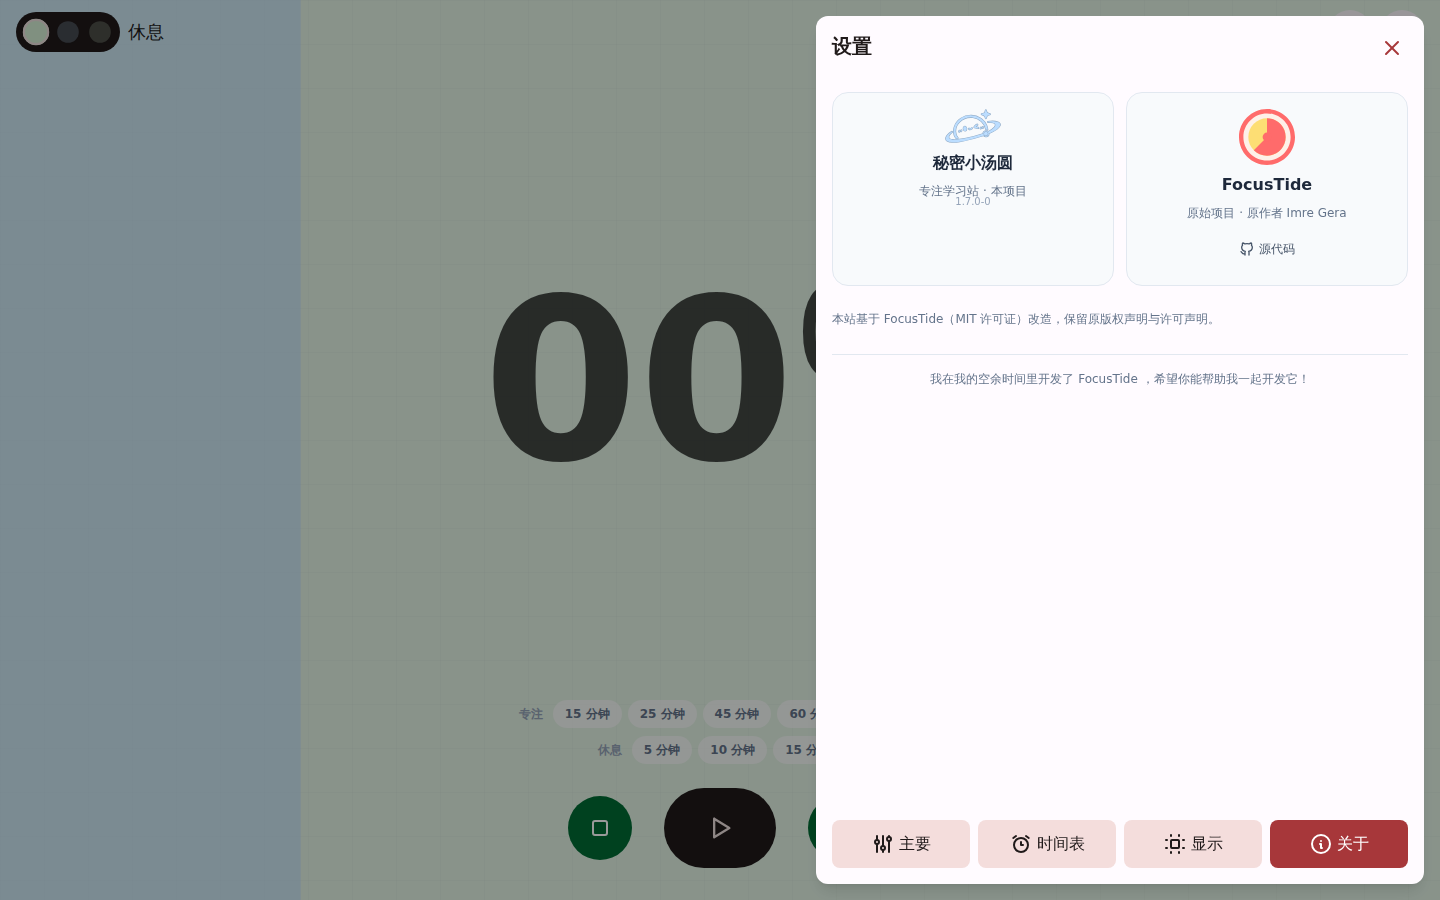 休息
设置
秘密小汤圆
专注学习站 · 本项目
1.7.0-0
FocusTide
原始项目 · 原作者 Imre Gera
源代码
本站基于 FocusTide（MIT 许可证）改造，保留原版权声明与许可声明。
我在我的空余时间里开发了 FocusTide ，希望你能帮助我一起开发它！
00
专注 15 分钟 25 分钟 45 分钟 60
休息 5 分钟 10 分钟 15
主要 时间表 显示 关于